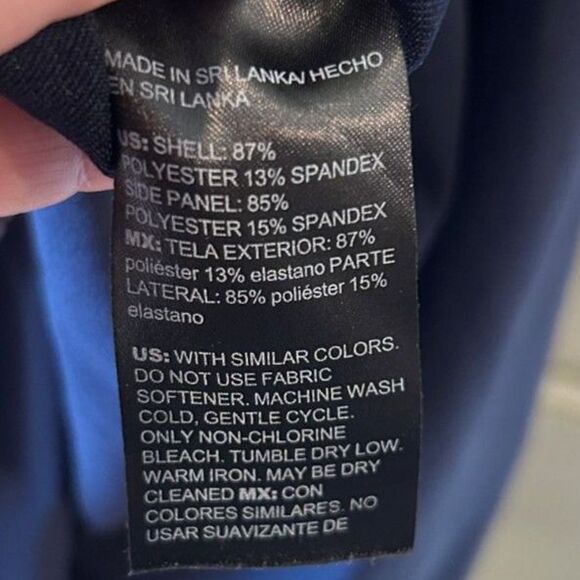 MADE IN SRI LANKA/ HECHO
EN SRI LANKA
US: SHELL: 87%
POLYESTER 13% SPANDEX
SIDE PANEL: 85%
POLYESTER 15% SPANDEX
MX: TELA EXTERIOR: 87%
poliéster 13% elastano PARTE
LATERAL: 85% poliéster 15%
elastano
US: WITH SIMILAR COLORS.
DO NOT USE FABRIC
SOFTENER. MACHINE WASH
COLD, GENTLE CYCLE.
ONLY NON-CHLORINE
BLEACH. TUMBLE DRY LOW.
WARM IRON. MAY BE DRY
CLEANED MX: CON
COLORES SIMILARES. NO
USAR SUAVIZANTE DE